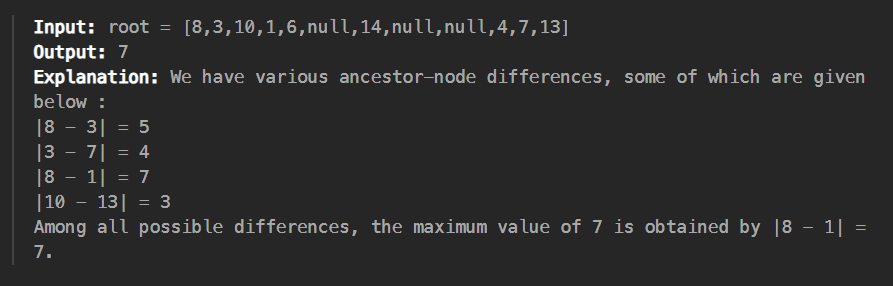 Input: root = [8,3,10,1,6,null,14,null,null,4,7,13]
Output: 7
Explanation: We have various ancestor-node differences, some of which are given
below :
|8 - 3| = 5
|3 - 7| = 4
|8 - 1| = 7
|10 - 13| = 3
Among all possible differences, the maximum value of 7 is obtained by |8 - 1| =
7.